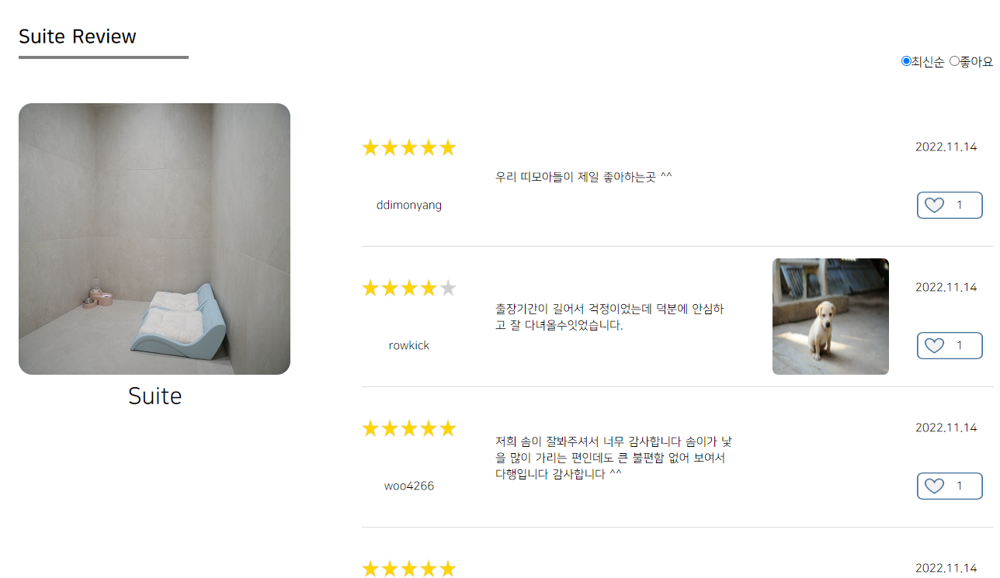 Suite Review
최신순 좋아요
2022.11.14
우리 띠모아들이 제일 좋아하는곳 ^^
ddimonyang
1
2022.11.14
출장기간이 길어서 걱정이었는데 덕분에 안심하
고 잘 다녀올수잇었습니다.
rowkick
1
Suite
2022.11.14
저희 솜이 잘봐주셔서 너무 감사합니다 솜이가 낯
을 많이 가리는 편인데도 큰 불편함 없어 보여서
다행입니다 감사합니다 ^^
woo4266
1
2022.11.14